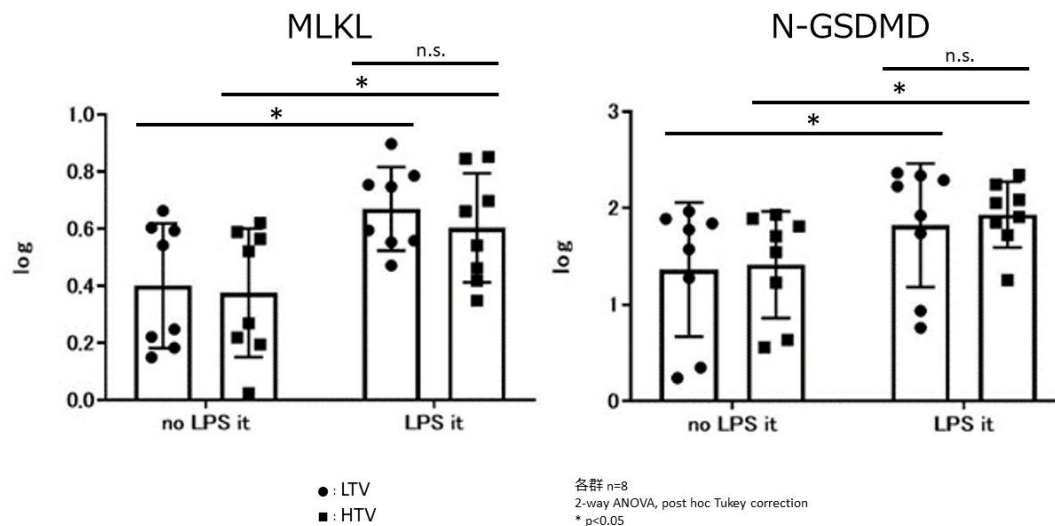 MLKL
n.s.
*
*
1.0
0.8
0.6
0.4
0.2
0.0
log
no LPS it
LPS it
N-GSDMD
n.s.
*
*
3
2
1
0
log
no LPS it
LPS it
● : LTV
■ : HTV
各群 n=8
2-way ANOVA, post hoc Tukey correction
* p<0.05